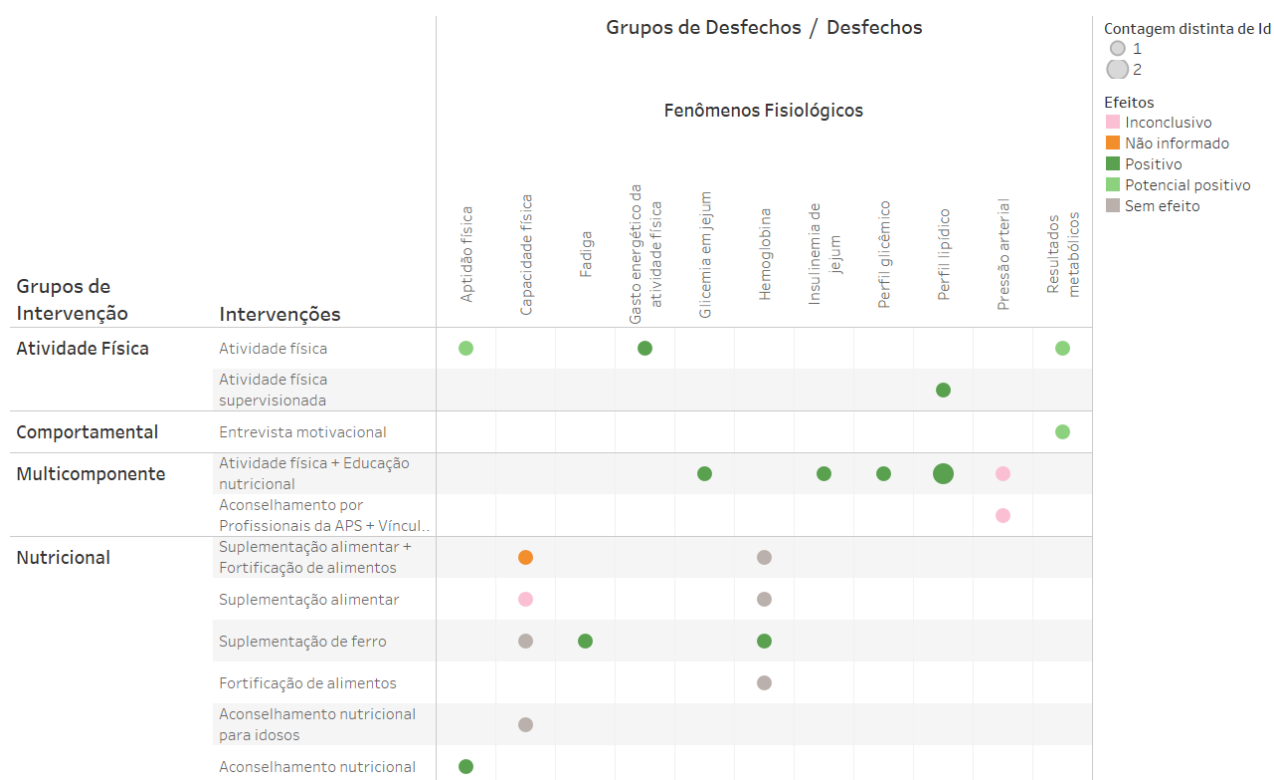 Grupos de Desfechos / Desfechos
Fenômenos Fisiológicos
Grupos de
Intervenção
Intervenções
Aptidão física
Capacidade física
Fadiga
Gasto energético da
atividade física
Glicemia em jejum
Hemoglobina
Insulinemia de
jejum
Perfil glicêmico
Perfil lipídico
Pressão arterial
Resultados
metabólicos
Atividade Física
Atividade física
Atividade física
supervisionada
Comportamental
Entrevista motivacional
Multicomponente
Atividade física + Educação
nutricional
Aconselhamento por
Profissionais da APS + Víncul..
Nutricional
Suplementação alimentar +
Fortificação de alimentos
Suplementação alimentar
Suplementação de ferro
Fortificação de alimentos
Aconselhamento nutricional
para idosos
Aconselhamento nutricional
Contagem distinta de Id
1
2
Efeitos
Inconclusivo
Não informado
Positivo
Potencial positivo
Sem efeito